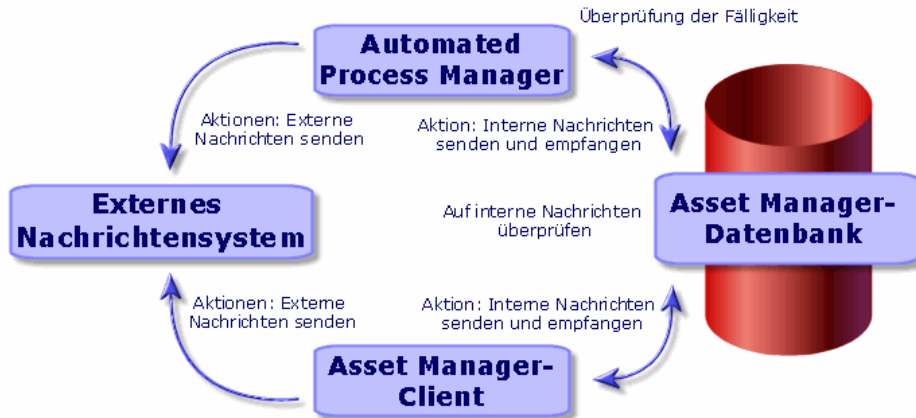 Überprüfung der Fälligkeit
Automated
Process Manager
Aktionen: Externe
Nachrichten senden
Aktion: Interne Nachrichten
senden und empfangen
Externes
Nachrichtensystem
Auf interne Nachrichten
überprüfen
Asset Manager-
Datenbank
Aktionen: Externe
Nachrichten senden
Aktion: Interne Nachrichten
senden und empfangen
Asset Manager-
Client